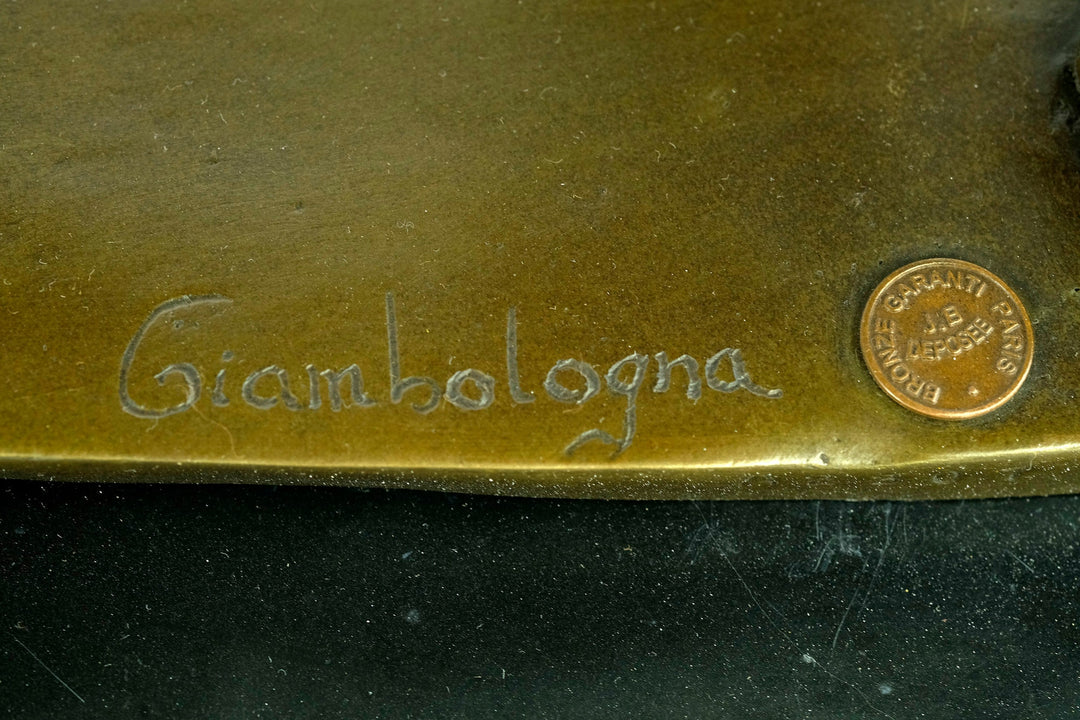 Giambologna
BRONZE GARANTI PARIS
J.B
DEPOSEE